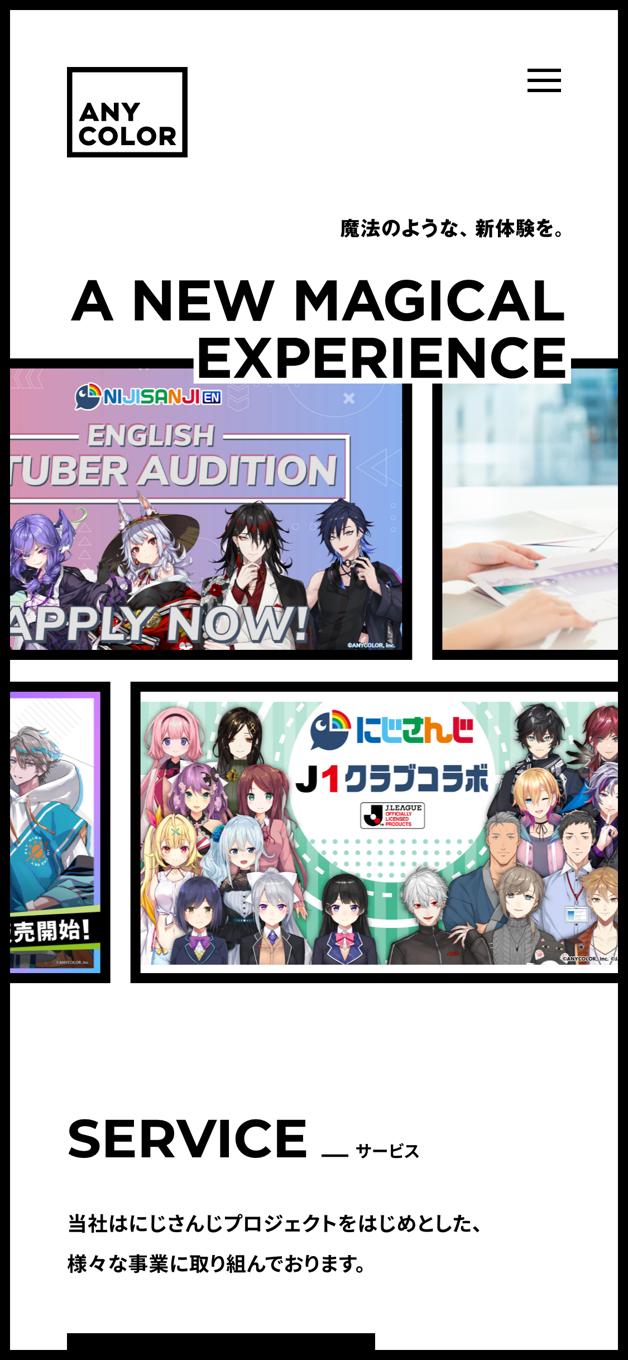 ANY
COLOR
魔法のような、新体験を。
A NEW MAGICAL
EXPERIENCE
NIJISANJI EN
ENGLISH
TUBER AUDITION
APPLY NOW!
©ANYCOLOR, Inc.
にじさんじ
J1クラブコラボ
J.LEAGUE
OFFICIALLY
LICENSED
PRODUCTS
売開始!
©ANYCOLOR, Inc.
©ANYCOLOR, Inc.
SERVICE
サービス
当社はにじさんじプロジェクトをはじめとした、
様々な事業に取り組んでおります。